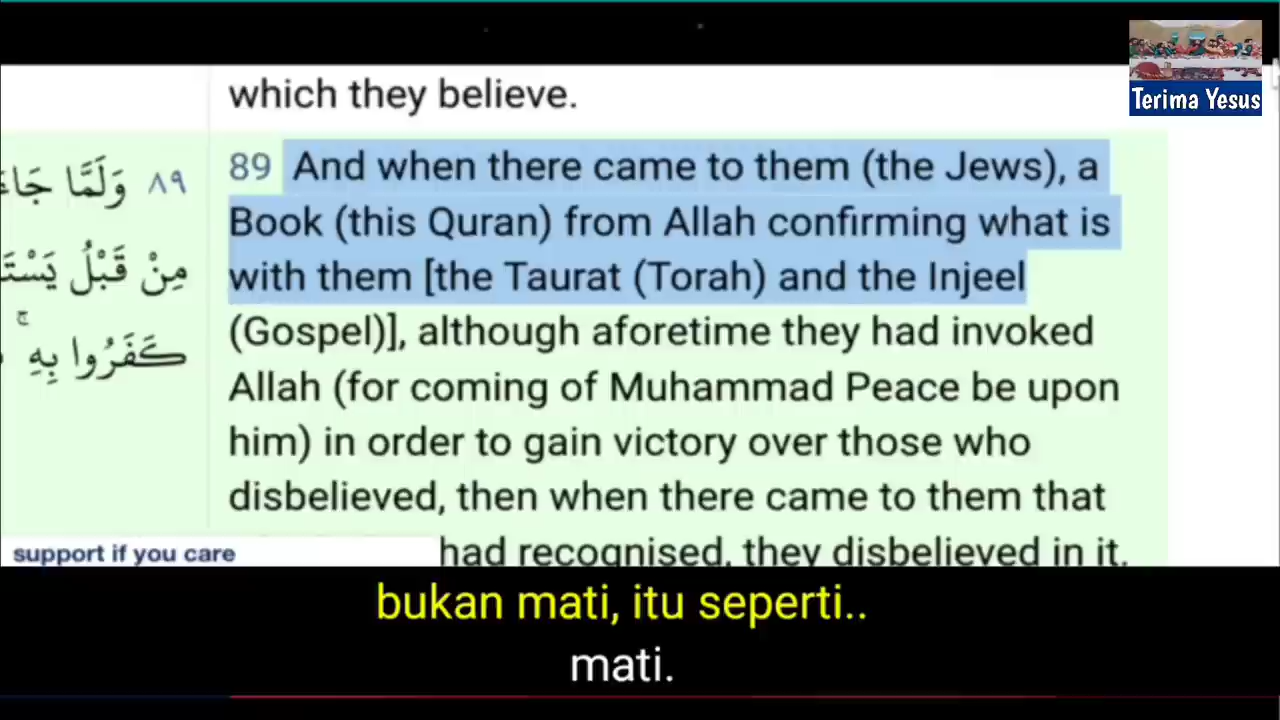 Terima Yesus
which they believe.
89 And when there came to them (the Jews), a
Book (this Quran) from Allah confirming what is
with them [the Taurat (Torah) and the Injeel
(Gospel)], although aforetime they had invoked
Allah (for coming of Muhammad Peace be upon
him) in order to gain victory over those who
disbelieved, then when there came to them that
had recognised, they disbelieved in it.
٨٩ وَلَمَّا
مِنْ قَبْلُ
كَفَرُوا بِهِ ۚ
support if you care
bukan mati, itu seperti..
mati.